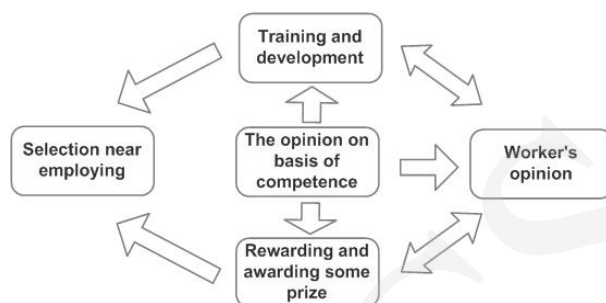 Training and
development
Selection near
employing
The opinion on
basis of
competence
Worker's
opinion
Rewarding and
awarding some
prize